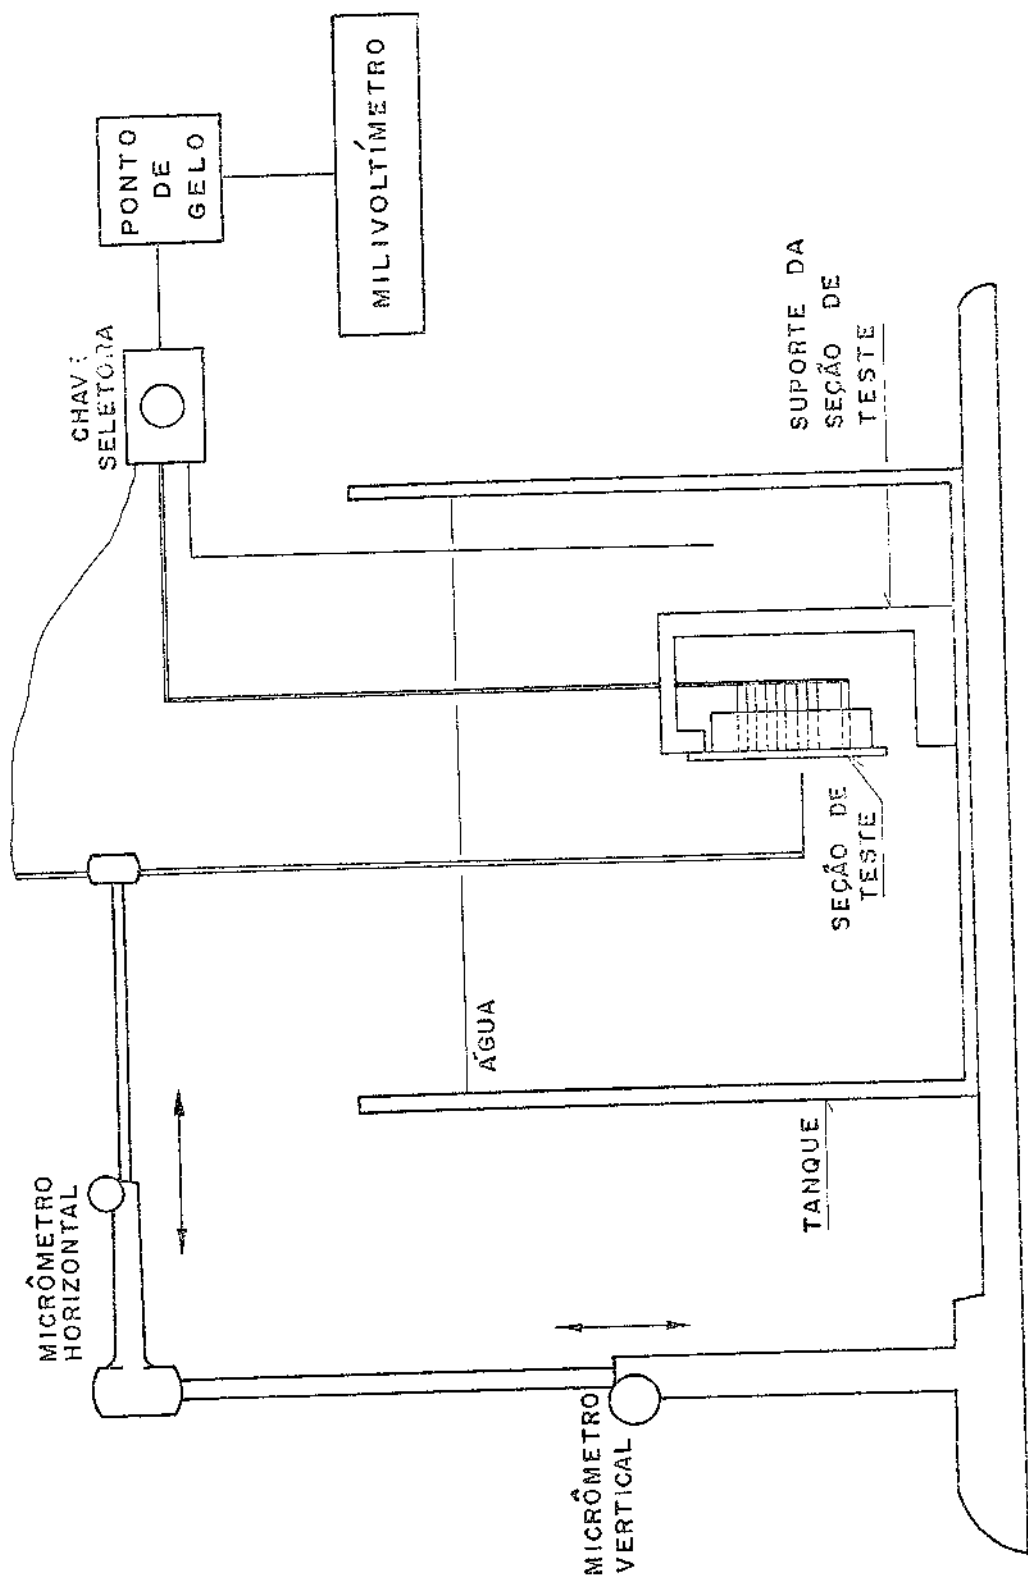 MICRÔMETRO
HORIZONTAL
CHAVE
SELETORA
PONTO
DE
GELO
MILIVOLTÍMETRO
ÁGUA
MICRÔMETRO
VERTICAL
TANQUE
SEÇÃO DE
TESTE
SUPORTE DA
SEÇÃO DE
TESTE